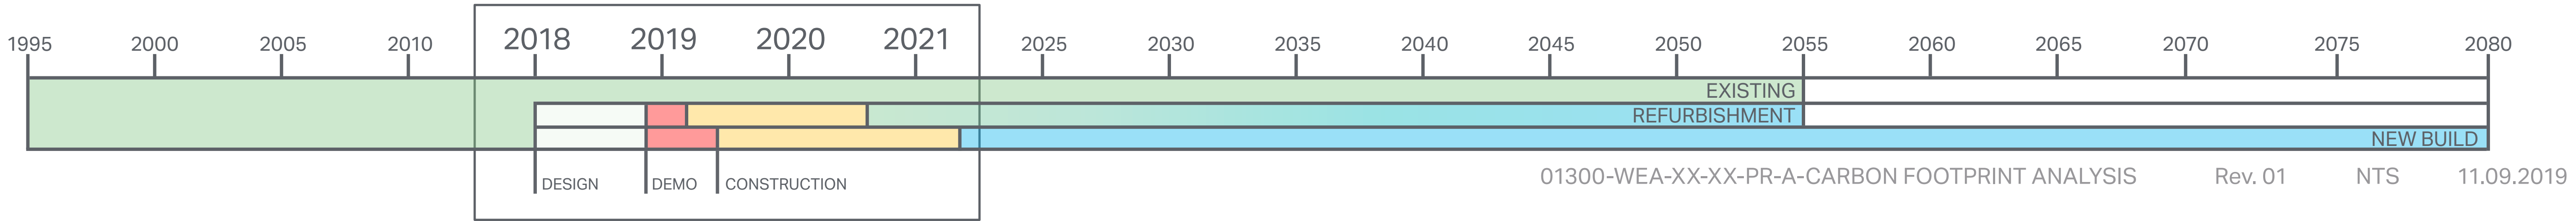 1995 2000 2005 2010 2018 2019 2020 2021 2025 2030 2035 2040 2045 2050 2055 2060 2065 2070 2075 2080
EXISTING
REFURBISHMENT
NEW BUILD
DESIGN DEMO CONSTRUCTION
01300-WEA-XX-XX-PR-A-CARBON FOOTPRINT ANALYSIS Rev. 01 NTS 11.09.2019